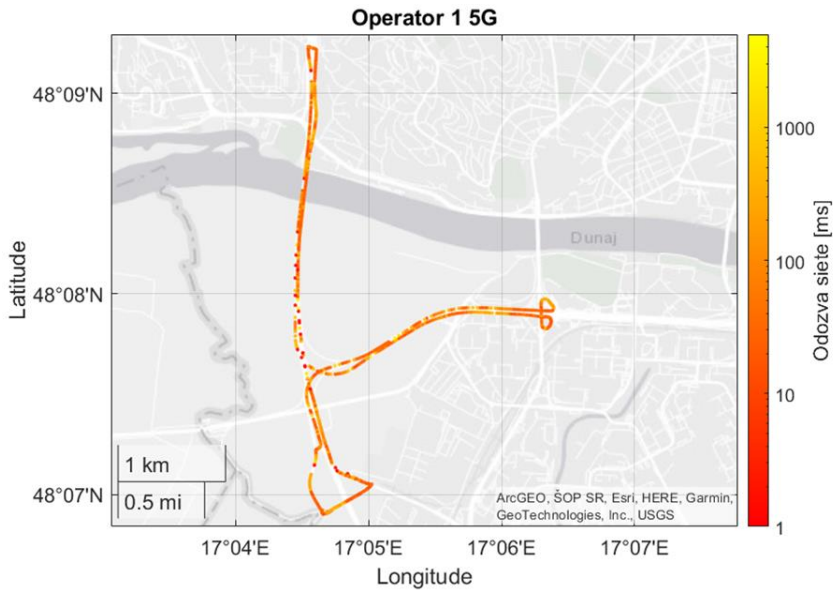 Operator 1 5G
48°09'N
48°08'N
48°07'N
Latitude
Dunaj
1 km
0.5 mi
ArcGEO, ŠOP SR, Esri, HERE, Garmin,
GeoTechnologies, Inc., USGS
17°04'E
17°05'E
17°06'E
17°07'E
Longitude
1000
100
10
1
Odozva siete [ms]